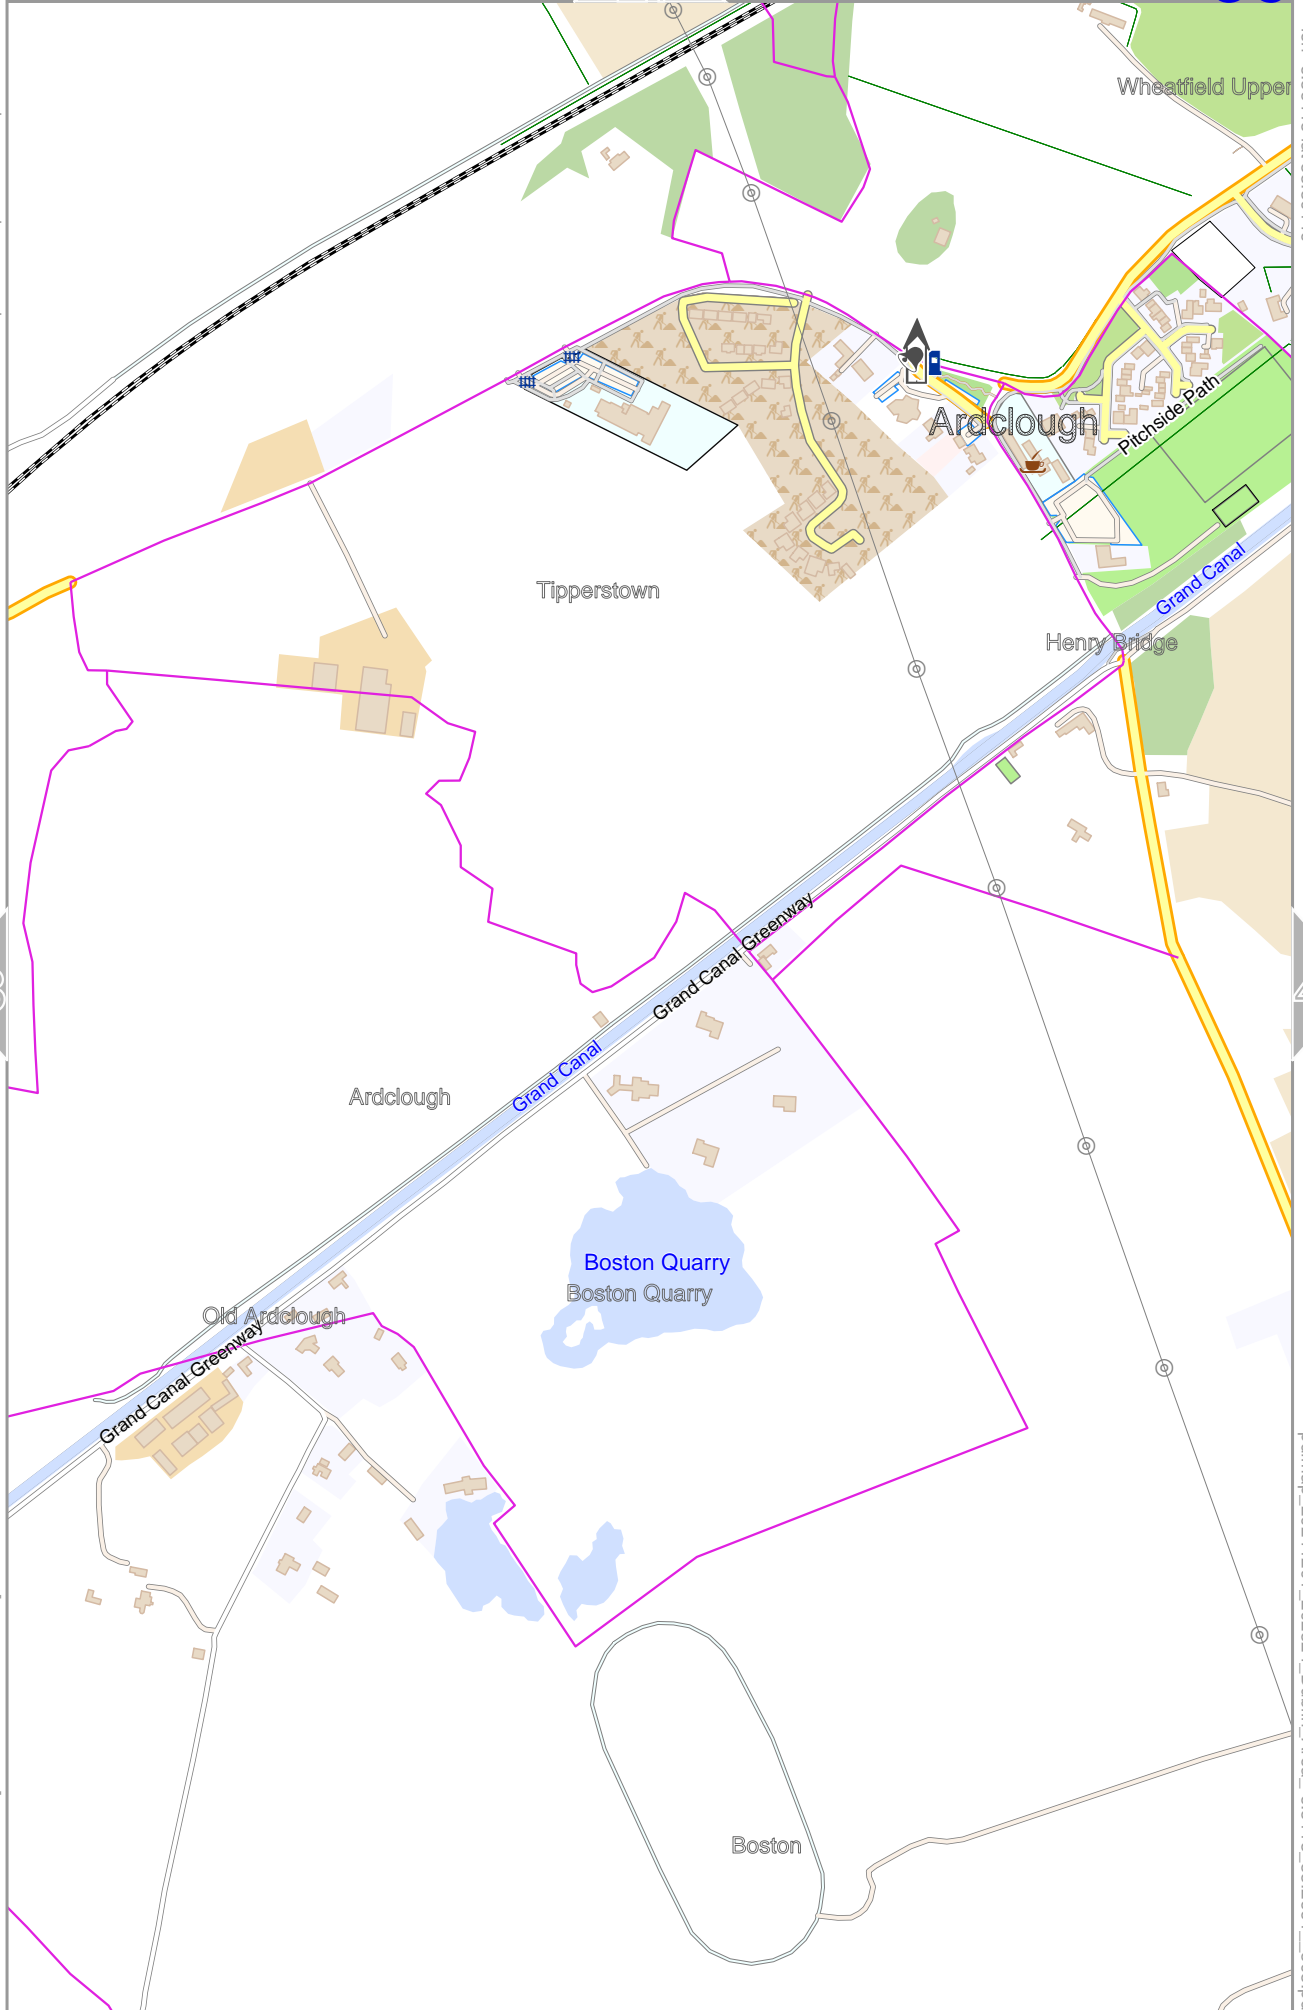 Wheatfield Upper
Ardclough
Pitchside Path
Grand Canal
Tipperstown
Henry Bridge
Grand Canal Greenway
Grand Canal
Ardclough
Boston Quarry
Boston Quarry
Old Ardclough
Grand Canal Greenway
Boston